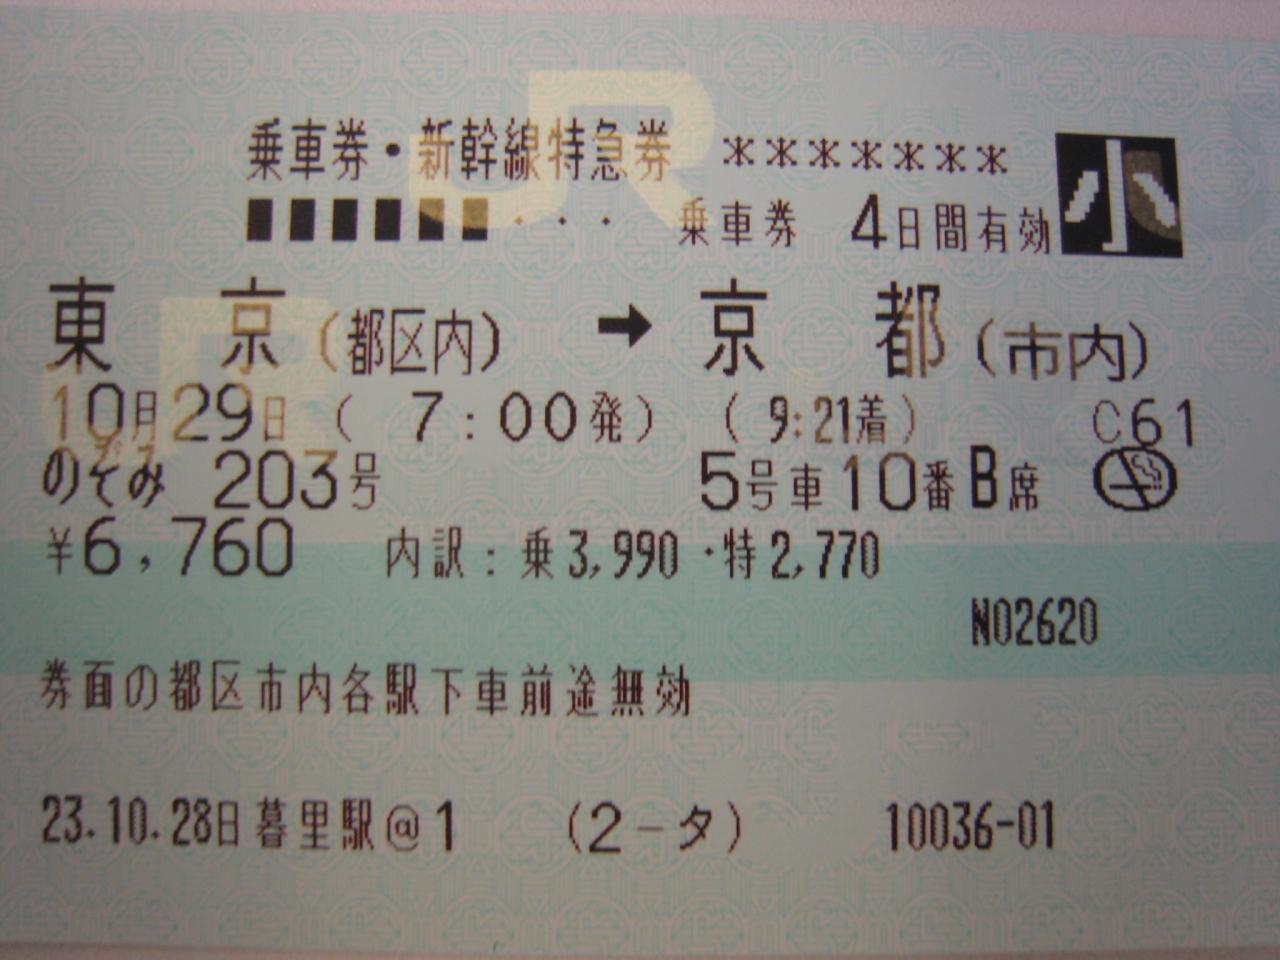 乗車券・新幹線特急券 ＊＊＊＊＊＊＊ 小
■■■■■■・・・ 乗車券 4日間有効
東京(都区内) ➡ 京都(市内)
10月29日 ( 7:00発) ( 9:21着) C61
のぞみ 203号 5号車10番B席
¥6,760 内訳:乗3,990・特2,770
N02620
券面の都区市内各駅下車前途無効
23.10.28日暮里駅@1 (2-タ) 10036-01
JR